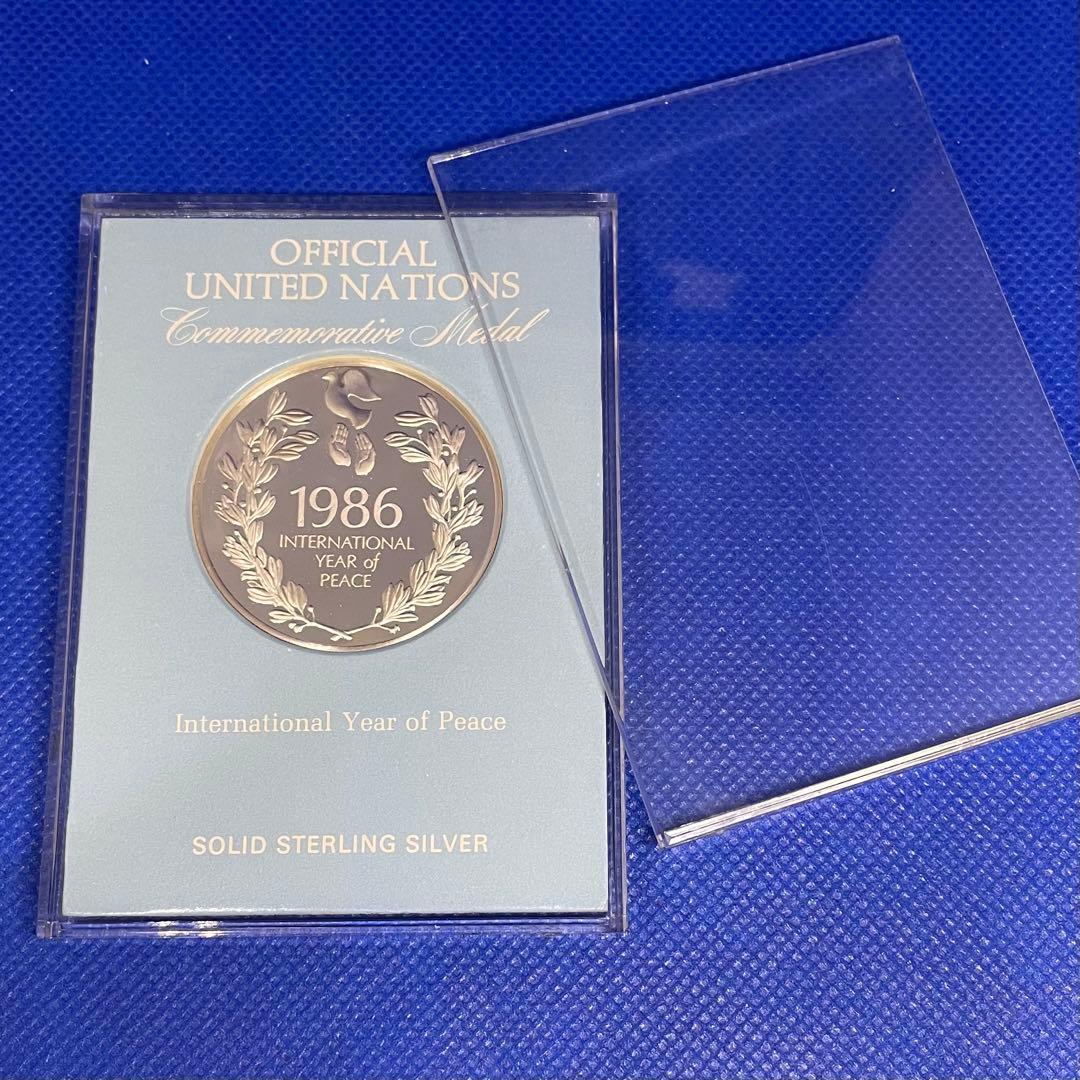 OFFICIAL
UNITED NATIONS
Commemorative Medal
1986
INTERNATIONAL
YEAR of
PEACE
International Year of Peace
SOLID STERLING SILVER